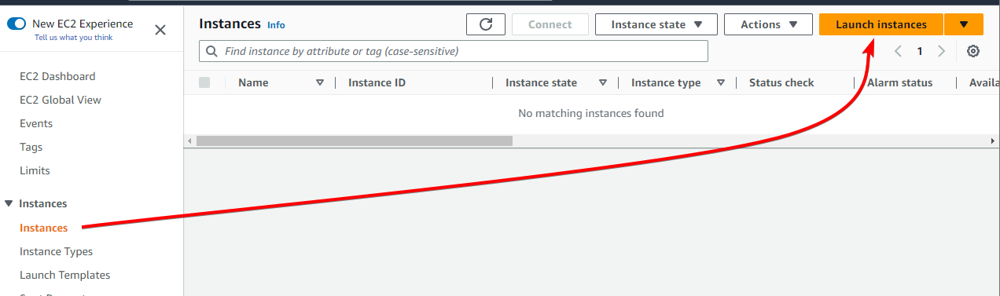 New EC2 Experience
Tell us what you think
EC2 Dashboard
EC2 Global View
Events
Tags
Limits
Instances
Instances
Instance Types
Launch Templates
Instances Info
Connect
Instance state
Actions
Launch instances
Find instance by attribute or tag (case-sensitive)
1
Name Instance ID Instance state Instance type Status check Alarm status Availa
No matching instances found